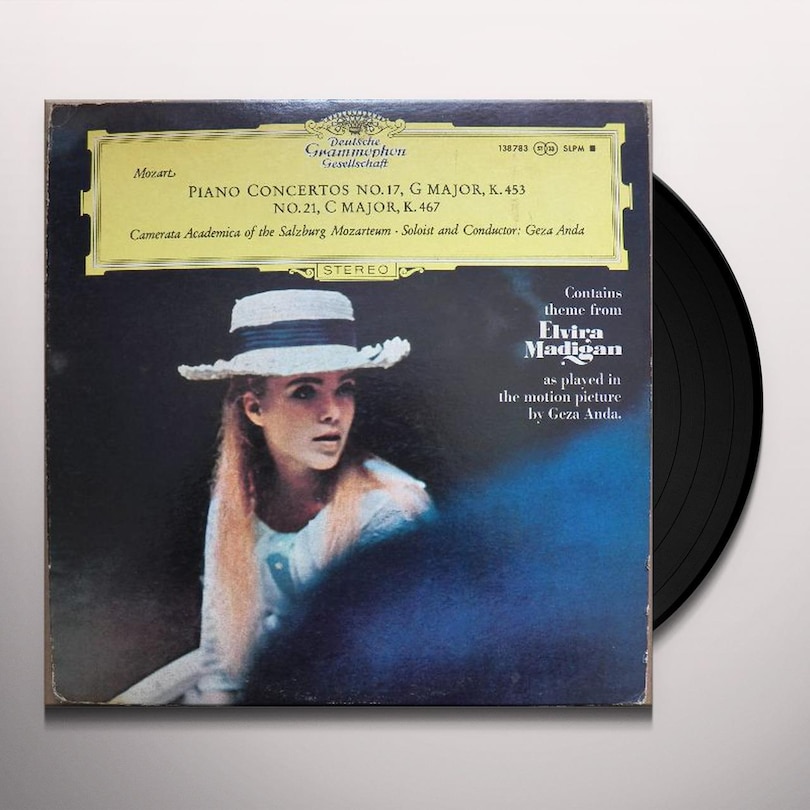 Deutsche
Grammophon
Gesellschaft
138783 ST 33 SLPM ■
Mozart
PIANO CONCERTOS NO. 17, G MAJOR, K. 453
NO. 21, C MAJOR, K. 467
Camerata Academica of the Salzburg Mozarteum · Soloist and Conductor: Geza Anda
STEREO
Contains
theme from
Elvira
Madigan
as played in
the motion picture
by Geza Anda.